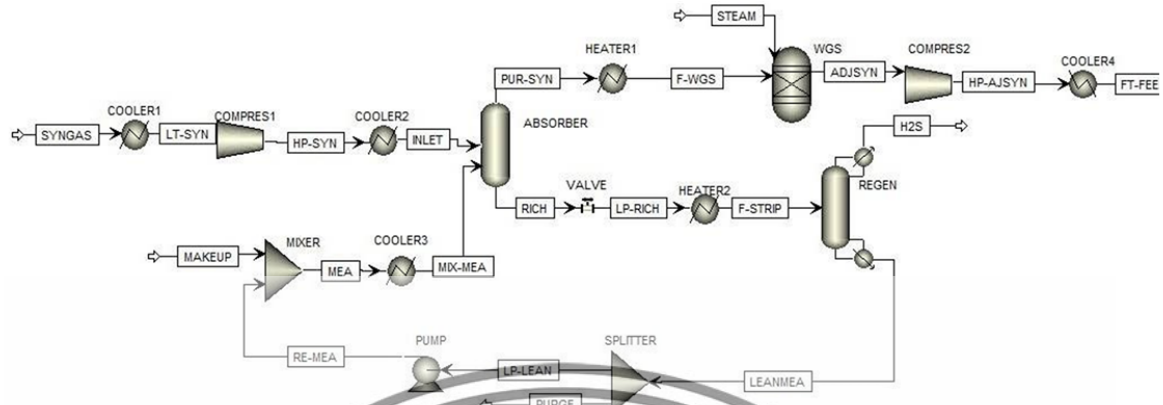 STEAM
HEATER1
WGS
COMPRES2
PUR-SYN
F-WGS
ADJSYN
HP-AJSYN
COOLER4
FT-FEE
COOLER1
COMPRES1
COOLER2
ABSORBER
H2S
SYNGAS
LT-SYN
HP-SYN
INLET
VALVE
HEATER2
REGEN
RICH
LP-RICH
F-STRIP
MIXER
COOLER3
MAKEUP
MEA
MIX-MEA
PUMP
SPLITTER
RE-MEA
LP-LEAN
LEANMEA
PURGE